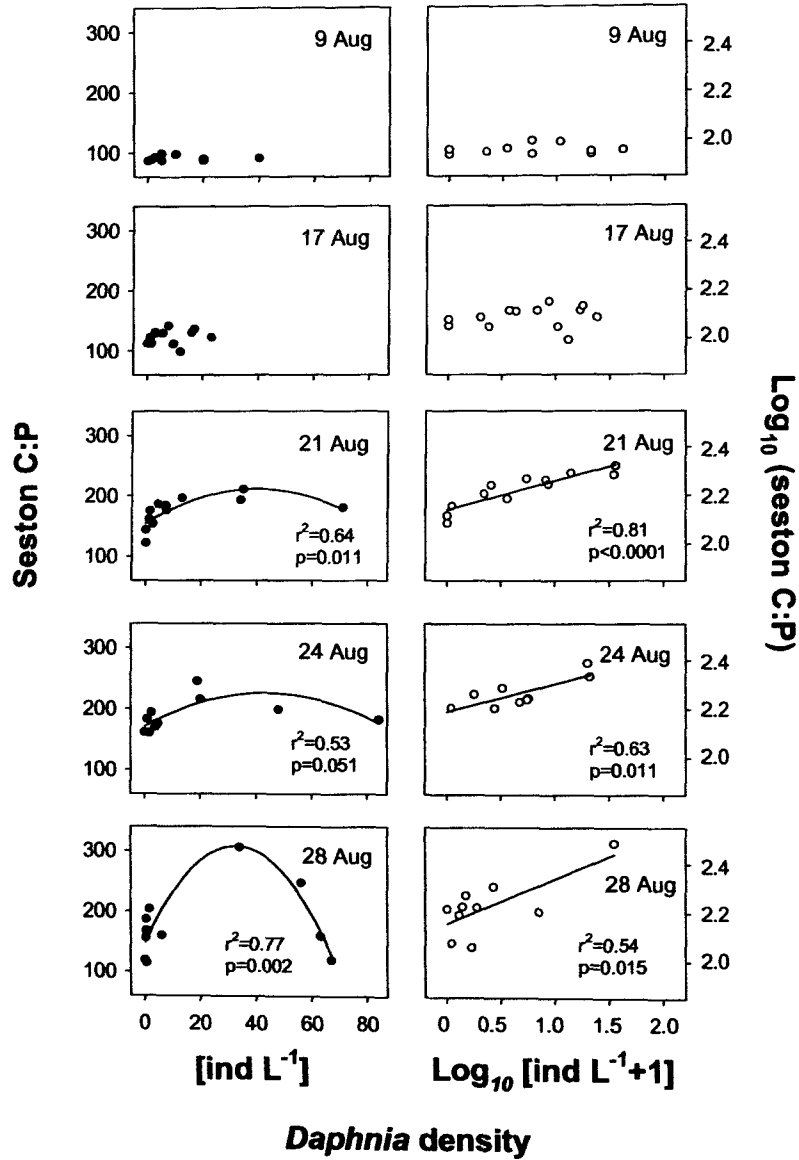 Seston C:P
300
200
100
9 Aug
9 Aug
2.4
2.2
2.0
300
200
100
17 Aug
17 Aug
2.4
2.2
2.0
300
200
100
21 Aug
r²=0.64
p=0.011
21 Aug
r²=0.81
p<0.0001
2.4
2.2
2.0
300
200
100
24 Aug
r²=0.53
p=0.051
24 Aug
r²=0.63
p=0.011
2.4
2.2
2.0
300
200
100
28 Aug
r²=0.77
p=0.002
28 Aug
r²=0.54
p=0.015
2.4
2.2
2.0
0 20 40 60 80
0 0.5 1.0 1.5 2.0
[ind L⁻¹]
Log₁₀ [ind L⁻¹+1]
Daphnia density
Log₁₀ (seston C:P)